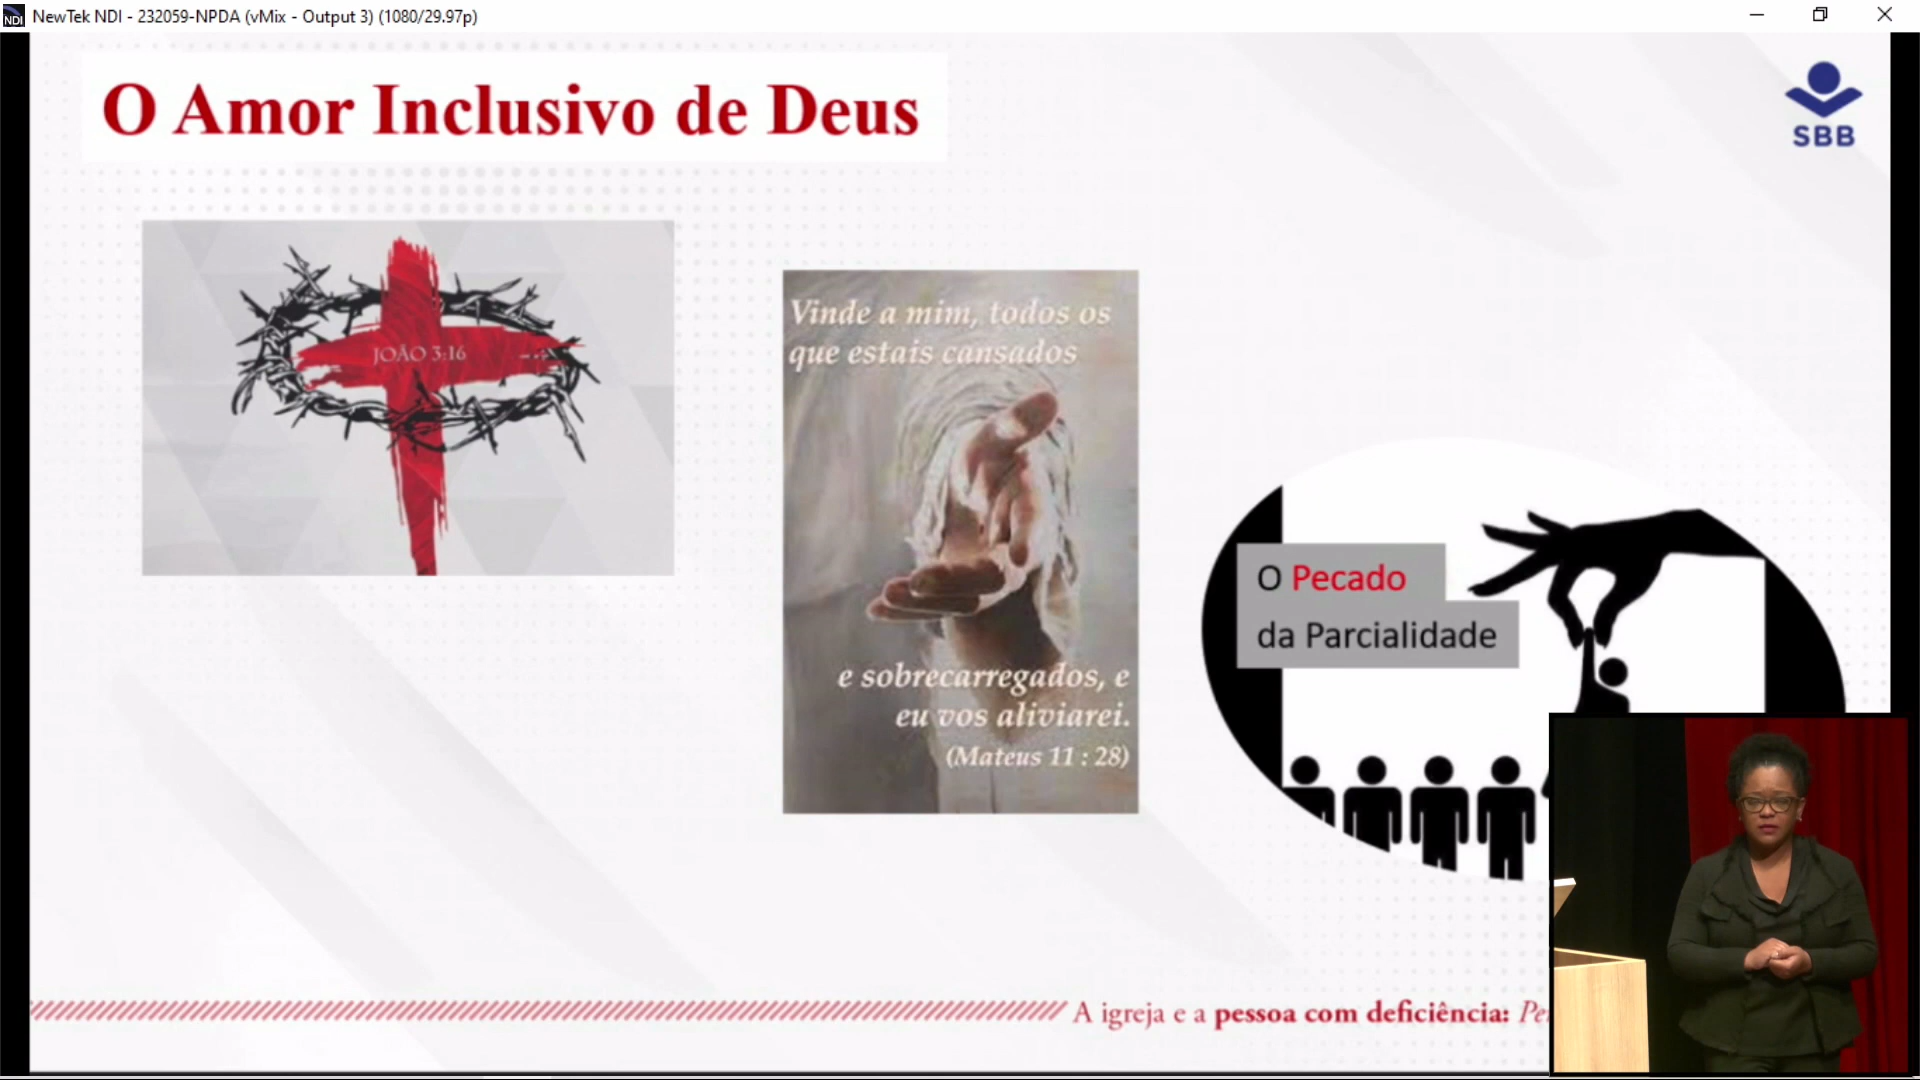 NDI NewTek NDI - 232059-NPDA (vMix - Output 3) (1080/29.97p)
O Amor Inclusivo de Deus
SBB
JOÃO 3:16
Vinde a mim, todos os
que estais cansados
e sobrecarregados, e
eu vos aliviarei.
(Mateus 11 : 28)
O Pecado
da Parcialidade
A igreja e a pessoa com deficiência: